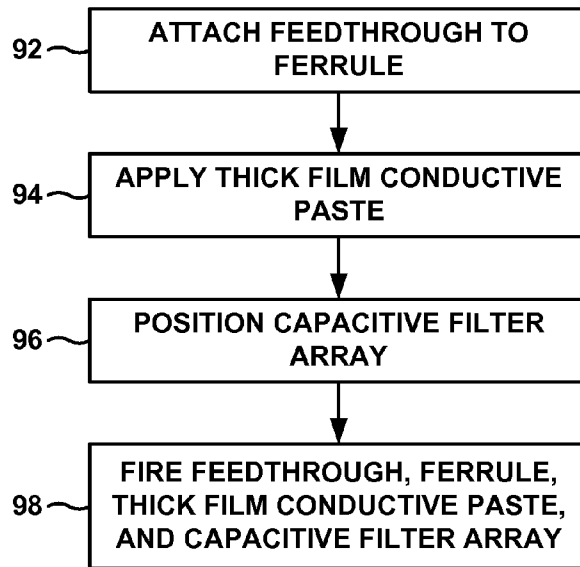 92
ATTACH FEEDTHROUGH TO
FERRULE
94
APPLY THICK FILM CONDUCTIVE
PASTE
96
POSITION CAPACITIVE FILTER
ARRAY
98
FIRE FEEDTHROUGH, FERRULE,
THICK FILM CONDUCTIVE PASTE,
AND CAPACITIVE FILTER ARRAY